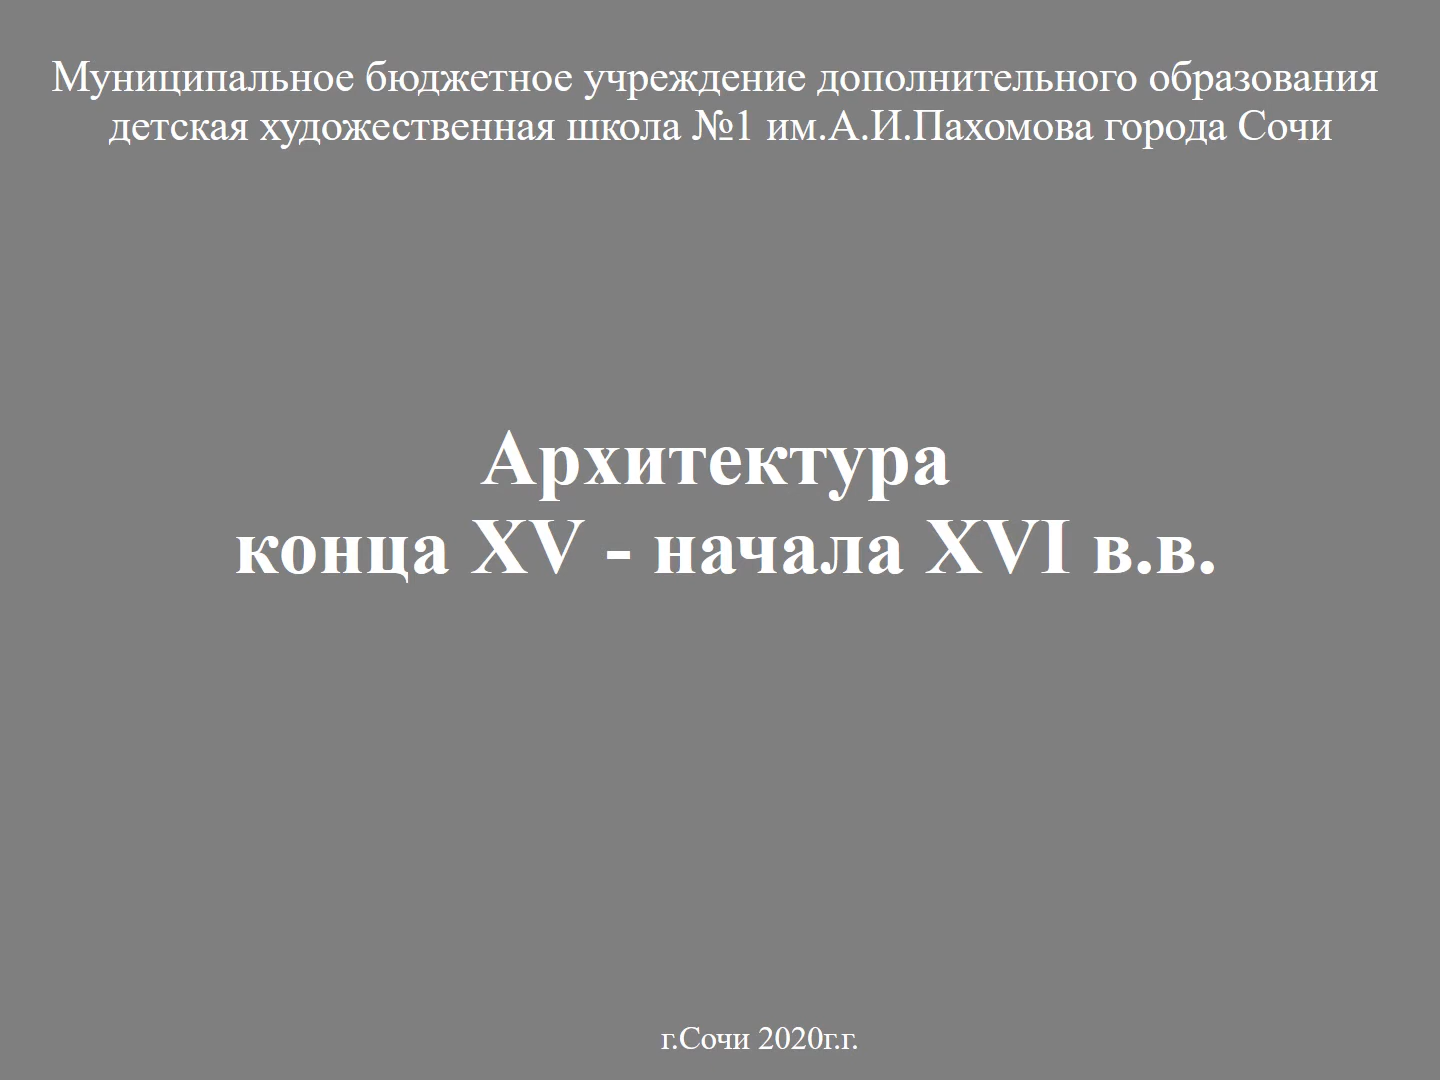 Муниципальное бюджетное учреждение дополнительного образования
детская художественная школа №1 им.А.И.Пахомова города Сочи
Архитектура
конца XV - начала XVI в.в.
г.Сочи 2020г.г.